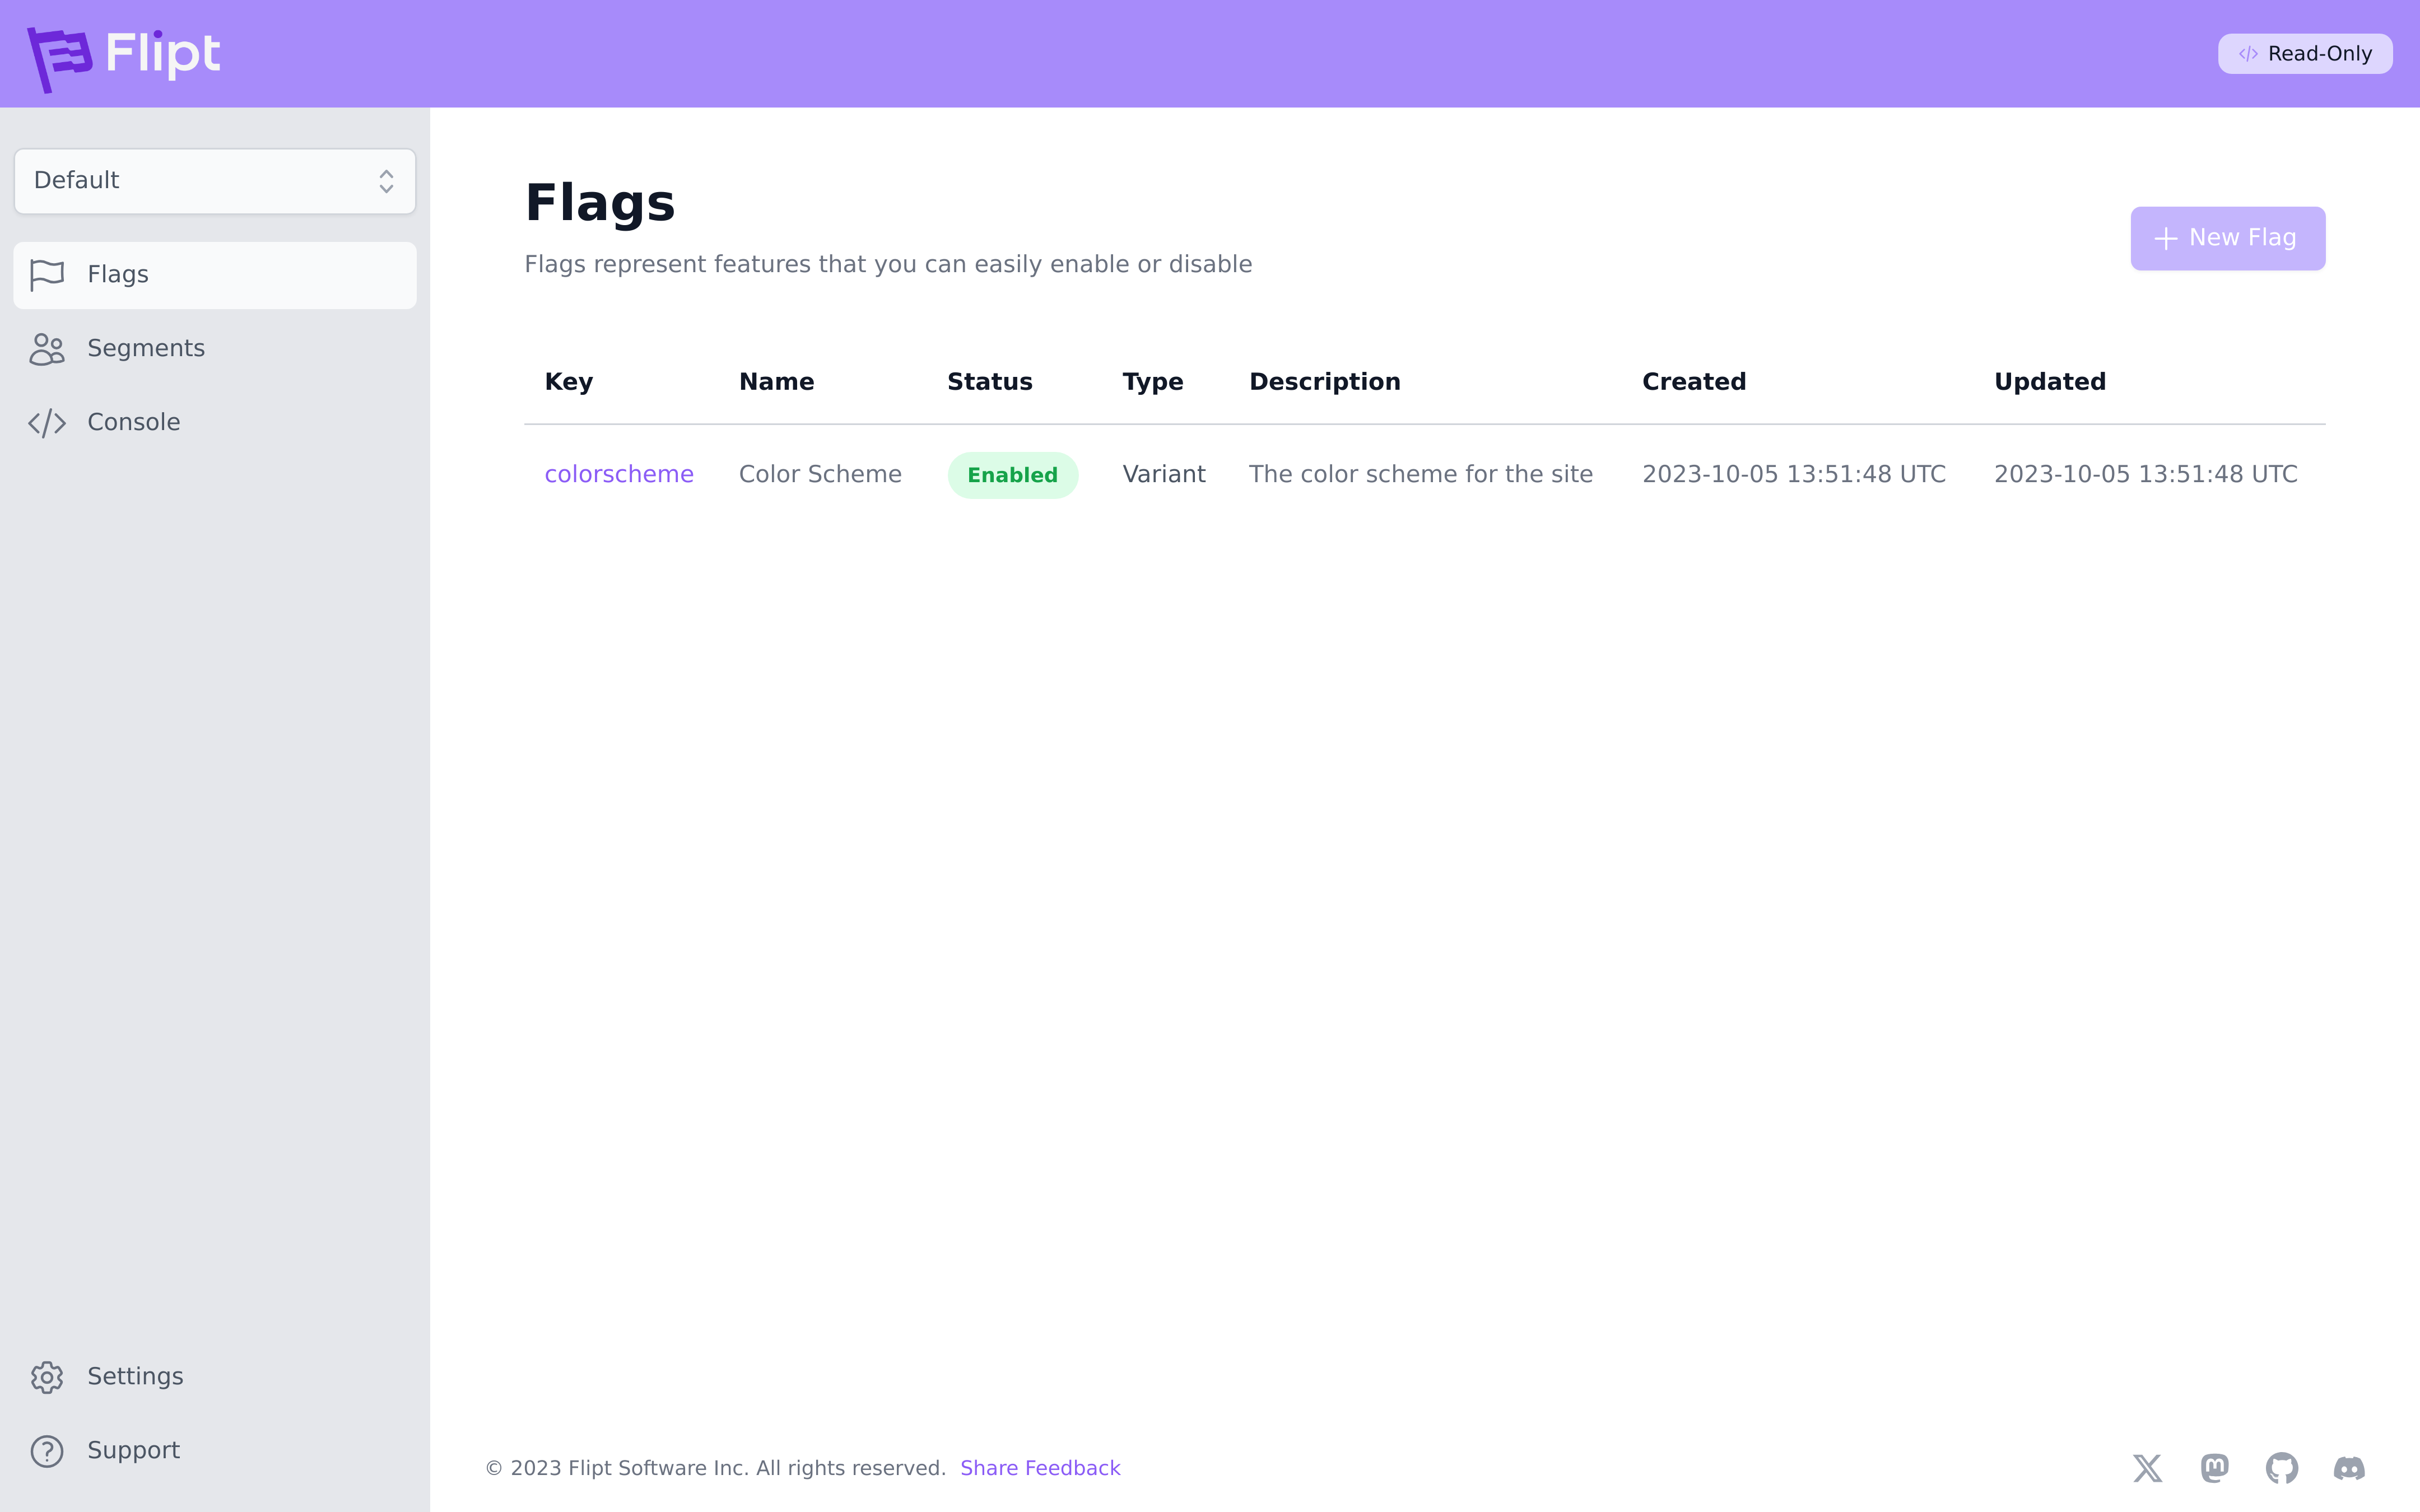 Flipt
Read-Only
Default
Flags
Segments
Console
Settings
Support
Flags
Flags represent features that you can easily enable or disable
New Flag
Key Name Status Type Description Created Updated
colorscheme Color Scheme Enabled Variant The color scheme for the site 2023-10-05 13:51:48 UTC 2023-10-05 13:51:48 UTC
© 2023 Flipt Software Inc. All rights reserved. Share Feedback